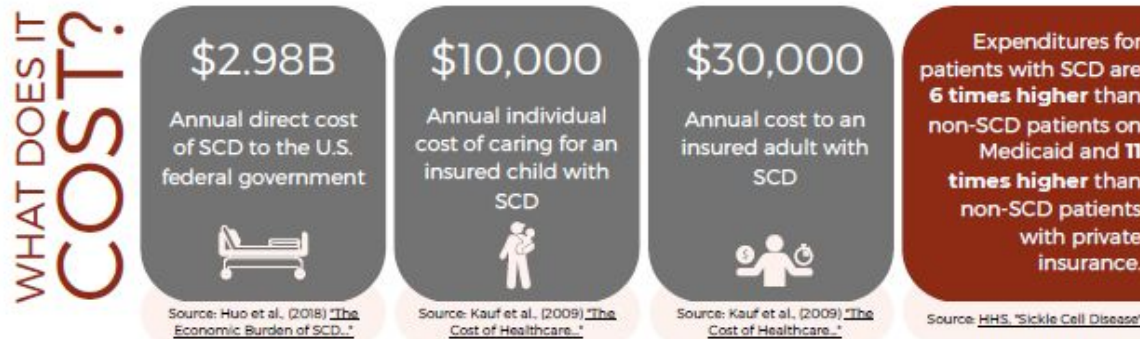 WHAT DOES IT
COST?
$2.98B
Annual direct cost
of SCD to the U.S.
federal government
Source: Huo et al., (2018) "The
Economic Burden of SCD..."
$10,000
Annual individual
cost of caring for an
insured child with
SCD
Source: Kauf et al., (2009) "The
Cost of Healthcare..."
$30,000
Annual cost to an
insured adult with
SCD
$
Source: Kauf et al., (2009) "The
Cost of Healthcare..."
Expenditures for
patients with SCD are
6 times higher than
non-SCD patients on
Medicaid and 11
times higher than
non-SCD patients
with private
insurance.
Source: HHS, "Sickle Cell Disease"